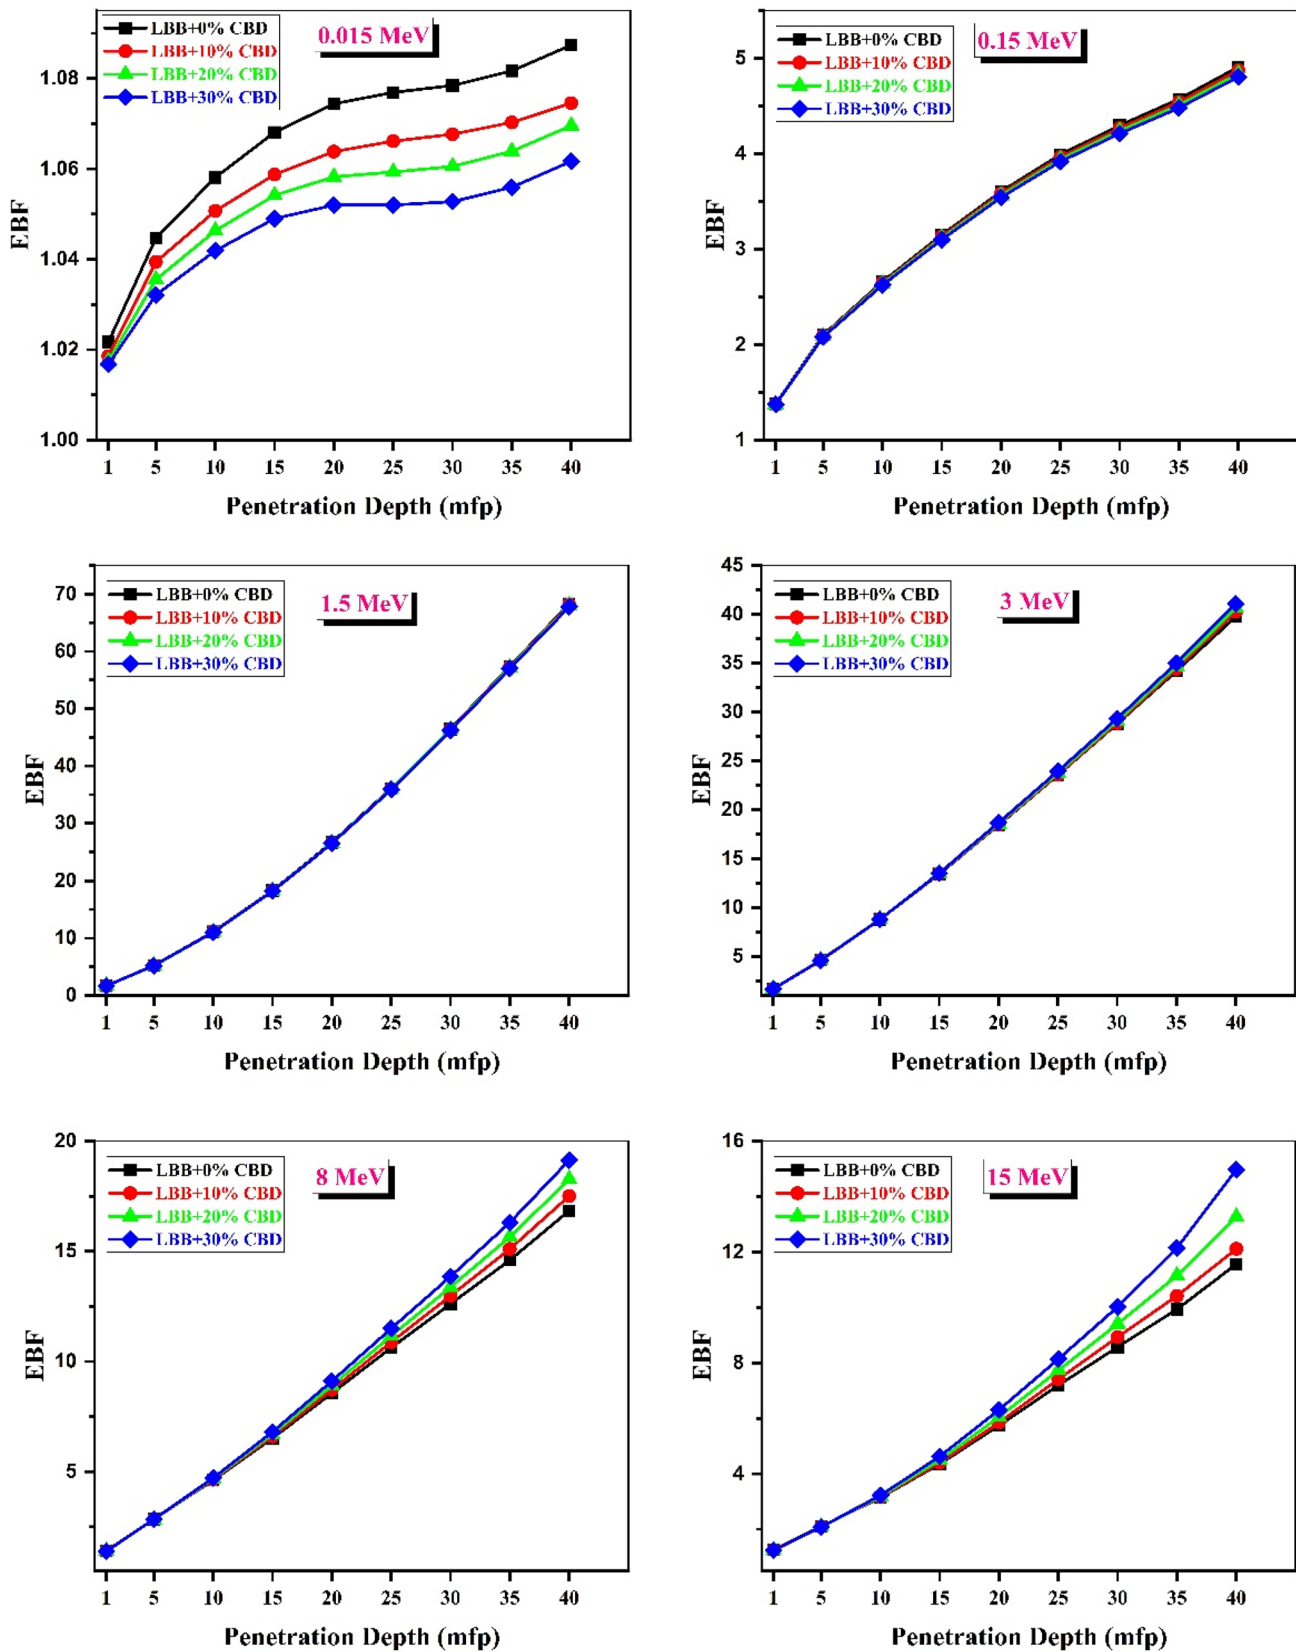 LBB+0% CBD
LBB+10% CBD
LBB+20% CBD
LBB+30% CBD
0.015 MeV
1.08
1.06
1.04
1.02
1.00
EBF
1 5 10 15 20 25 30 35 40
Penetration Depth (mfp)
LBB+0% CBD
LBB+10% CBD
LBB+20% CBD
LBB+30% CBD
0.15 MeV
5
4
3
2
1
EBF
1 5 10 15 20 25 30 35 40
Penetration Depth (mfp)
LBB+0% CBD
LBB+10% CBD
LBB+20% CBD
LBB+30% CBD
1.5 MeV
70
60
50
40
30
20
10
0
EBF
1 5 10 15 20 25 30 35 40
Penetration Depth (mfp)
LBB+0% CBD
LBB+10% CBD
LBB+20% CBD
LBB+30% CBD
3 MeV
45
40
35
30
25
20
15
10
5
EBF
1 5 10 15 20 25 30 35 40
Penetration Depth (mfp)
LBB+0% CBD
LBB+10% CBD
LBB+20% CBD
LBB+30% CBD
8 MeV
20
15
10
5
EBF
1 5 10 15 20 25 30 35 40
Penetration Depth (mfp)
LBB+0% CBD
LBB+10% CBD
LBB+20% CBD
LBB+30% CBD
15 MeV
16
12
8
4
EBF
1 5 10 15 20 25 30 35 40
Penetration Depth (mfp)